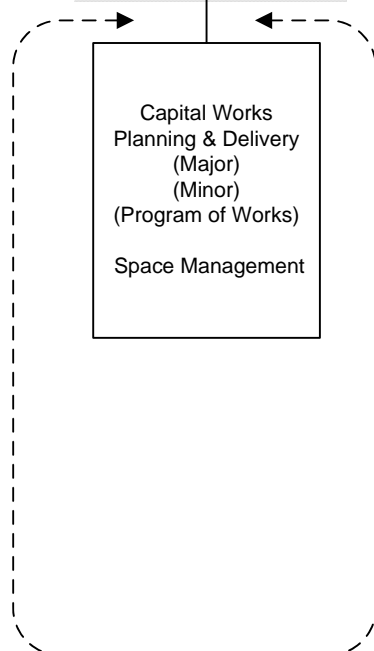 Capital Works
Planning & Delivery
(Major)
(Minor)
(Program of Works)
Space Management